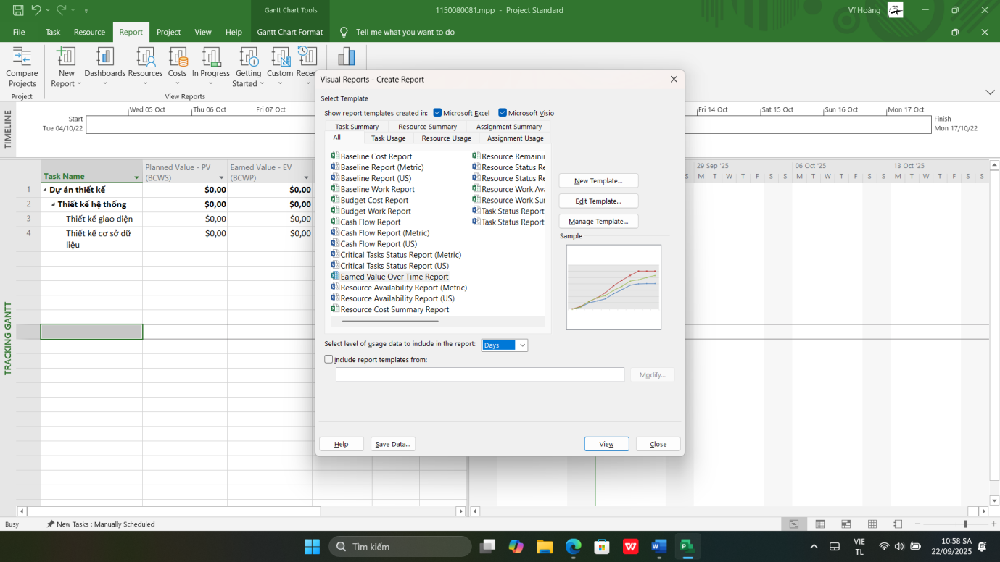 Gantt Chart Tools
1150080081.mpp - Project Standard
Vĩ Hoàng
File Task Resource Report Project View Help Gantt Chart Format Tell me what you want to do
Compare Projects
New Report
Dashboards
Resources
Costs
In Progress
Getting Started
Custom
Project
View Reports
TIMELINE
Start
Tue 04/10/22
Wed 05 Oct
Thu 06 Oct
Fri 07 Oct
Fri 14 Oct
Sat 15 Oct
Sun 16 Oct
Mon 17 Oct
Finish
Mon 17/10/22
Visual Reports - Create Report
Select Template
Show report templates created in: Microsoft Excel Microsoft Visio
Task Summary Resource Summary Assignment Summary
All Task Usage Resource Usage Assignment Usage
Baseline Cost Report
Baseline Report (Metric)
Baseline Report (US)
Baseline Work Report
Budget Cost Report
Budget Work Report
Cash Flow Report
Cash Flow Report (Metric)
Cash Flow Report (US)
Critical Tasks Status Report (Metric)
Critical Tasks Status Report (US)
Earned Value Over Time Report
Resource Availability Report (Metric)
Resource Availability Report (US)
Resource Cost Summary Report
Resource Remainin
Resource Status Re
Resource Status Re
Resource Work Ava
Resource Work Sur
Task Status Report
Task Status Report
New Template...
Edit Template...
Manage Template...
Sample
Select level of usage data to include in the report: Days
Include report templates from:
Modify...
Help
Save Data...
View
Close
TRACKING GANTT
Task Name
Planned Value - PV (BCWS)
Earned Value - EV (BCWP)
1 Dự án thiết kế $0,00 $0,00
2 Thiết kế hệ thống $0,00 $0,00
3 Thiết kế giao diện $0,00 $0,00
4 Thiết kế cơ sở dữ liệu $0,00 $0,00
29 Sep '25 06 Oct '25 13 Oct '25
S M T W T F S S M T W T F S S M T W T F S S
Busy
New Tasks : Manually Scheduled
Tìm kiếm
VIE
TL
10:58 SA
22/09/2025